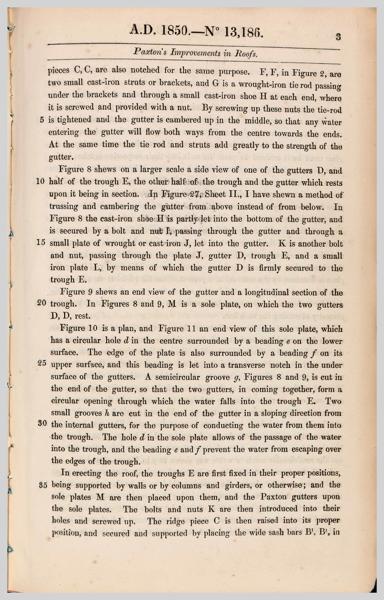 A.D. 1850.—Nº 13,186. 3
Paxton's Improvements in Roofs.
pieces C, C, are also notched for the same purpose. F, F, in Figure 2, are
two small cast-iron struts or brackets, and G is a wrought-iron tie rod passing
under the brackets and through a small cast-iron shoe H at each end, where
it is screwed and provided with a nut. By screwing up these nuts the tie-rod
5 is tightened and the gutter is cambered up in the middle, so that any water
entering the gutter will flow both ways from the centre towards the ends.
At the same time the tie rod and struts add greatly to the strength of the
gutter.
Figure 8 shews on a larger scale a side view of one of the gutters D, and
10 half of the trough E, the other half of the trough and the gutter which rests
upon it being in section. In Figure 27, Sheet II., I have shewn a method of
trussing and cambering the gutter from above instead of from below. In
Figure 8 the cast-iron shoe H is partly let into the bottom of the gutter, and
is secured by a bolt and nut I, passing through the gutter and through a
15 small plate of wrought or cast iron J, let into the gutter. K is another bolt
and nut, passing through the plate J, gutter D, trough E, and a small
iron plate L, by means of which the gutter D is firmly secured to the
trough E.
Figure 9 shews an end view of the gutter and a longitudinal section of the
20 trough. In Figures 8 and 9, M is a sole plate, on which the two gutters
D, D, rest.
Figure 10 is a plan, and Figure 11 an end view of this sole plate, which
has a circular hole d in the centre surrounded by a beading e on the lower
surface. The edge of the plate is also surrounded by a beading f on its
25 upper surface, and this beading is let into a transverse notch in the under
surface of the gutters. A semicircular groove g, Figures 8 and 9, is cut in
the end of the gutter, so that the two gutters, in coming together, form a
circular opening through which the water falls into the trough E. Two
small grooves h are cut in the end of the gutter in a sloping direction from
30 the internal gutters, for the purpose of conducting the water from them into
the trough. The hole d in the sole plate allows of the passage of the water
into the trough, and the beading e and f prevent the water from escaping over
the edges of the trough.
In erecting the roof, the troughs E are first fixed in their proper positions,
35 being supported by walls or by columns and girders, or otherwise; and the
sole plates M are then placed upon them, and the Paxton gutters upon
the sole plates. The bolts and nuts K are then introduced into their
holes and screwed up. The ridge piece C is then raised into its proper
position, and secured and supported by placing the wide sash bars B¹, B¹, in